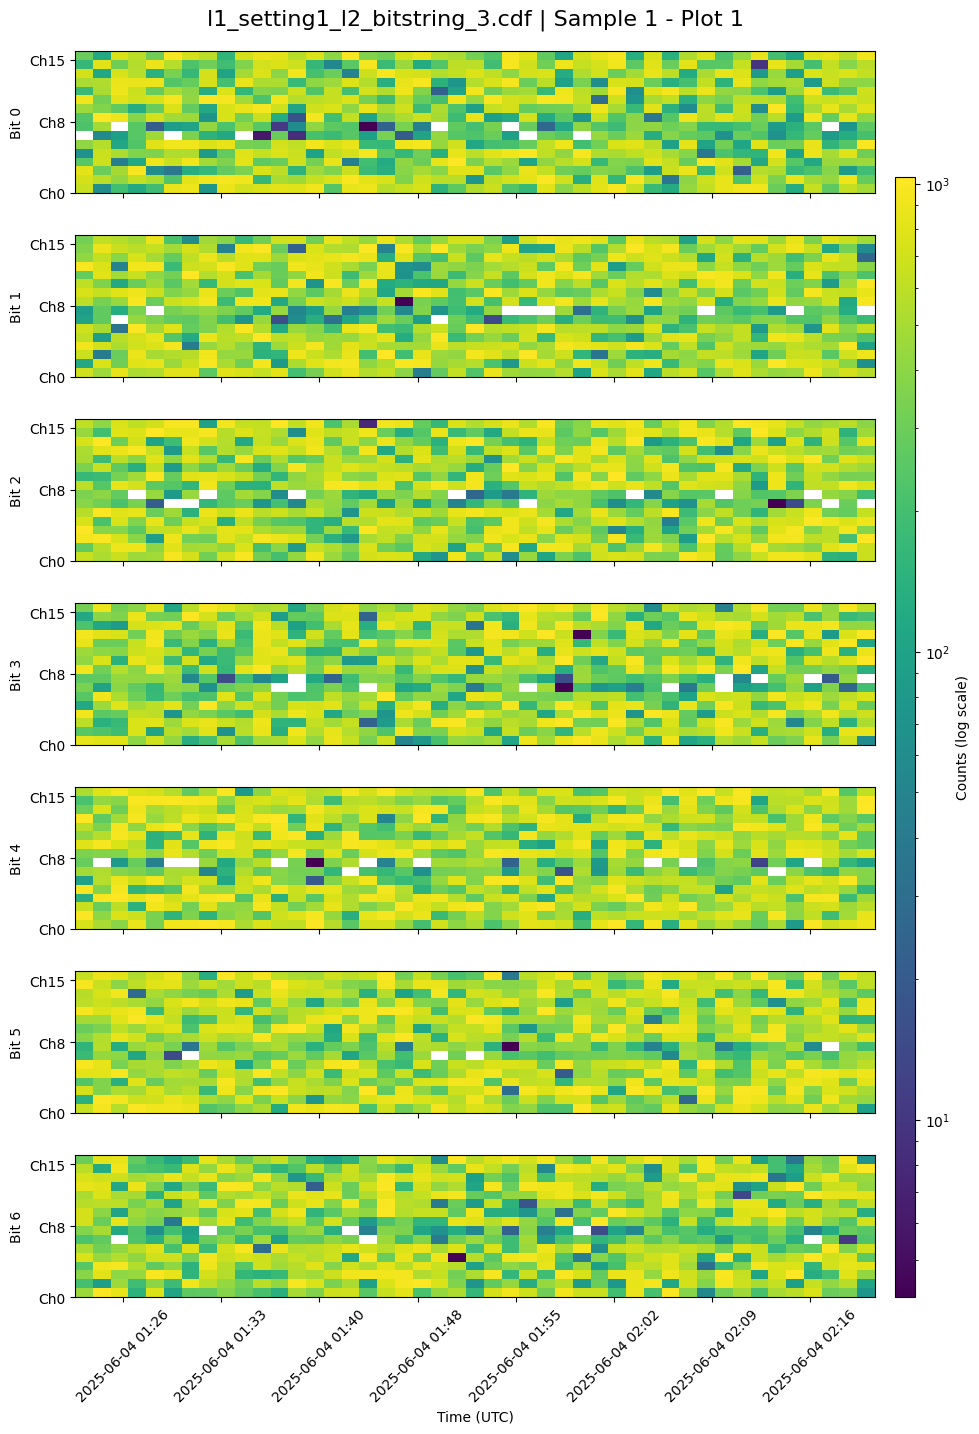 l1_setting1_l2_bitstring_3.cdf | Sample 1 - Plot 1
Bit 0
Ch15
Ch8
Ch0
Bit 1
Ch15
Ch8
Ch0
Bit 2
Ch15
Ch8
Ch0
Bit 3
Ch15
Ch8
Ch0
Bit 4
Ch15
Ch8
Ch0
Bit 5
Ch15
Ch8
Ch0
Bit 6
Ch15
Ch8
Ch0
2025-06-04 01:26
2025-06-04 01:33
2025-06-04 01:40
2025-06-04 01:48
2025-06-04 01:55
2025-06-04 02:02
2025-06-04 02:09
2025-06-04 02:16
Time (UTC)
10³
10²
10¹
Counts (log scale)